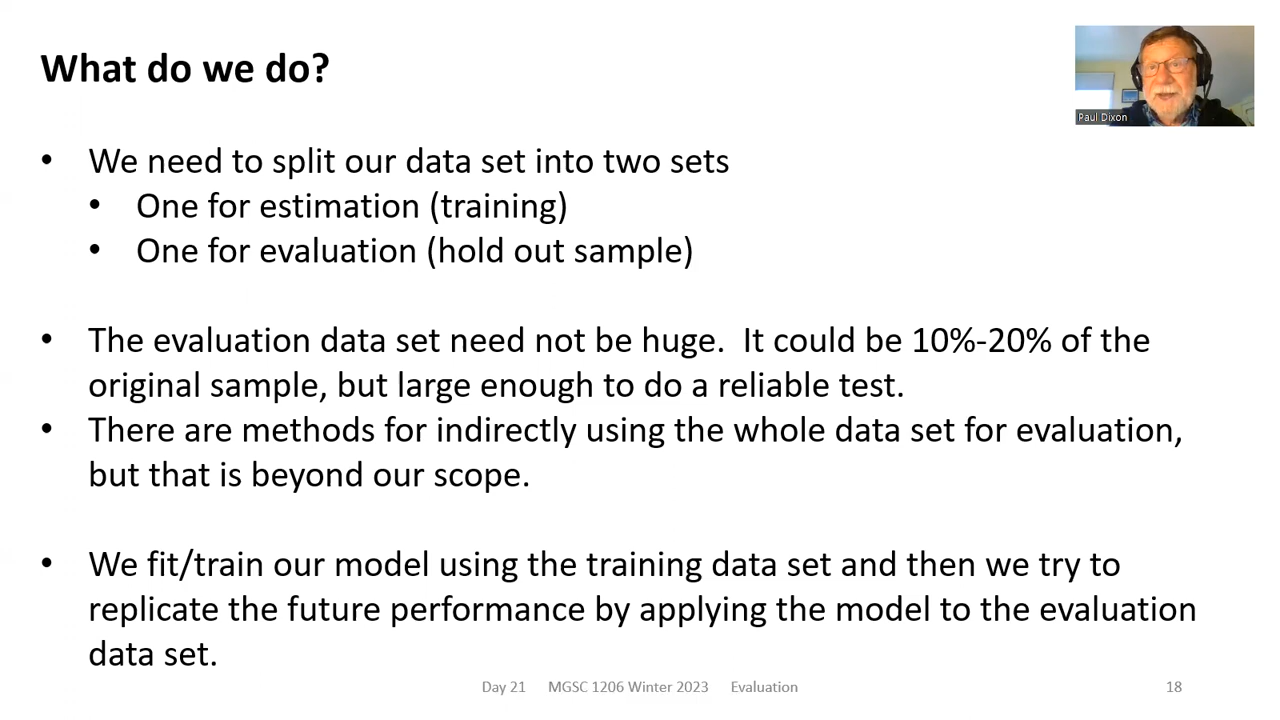 What do we do?
Paul Dixon
• We need to split our data set into two sets
• One for estimation (training)
• One for evaluation (hold out sample)
• The evaluation data set need not be huge.  It could be 10%-20% of the
original sample, but large enough to do a reliable test.
• There are methods for indirectly using the whole data set for evaluation,
but that is beyond our scope.
• We fit/train our model using the training data set and then we try to
replicate the future performance by applying the model to the evaluation
data set.
Day 21 MGSC 1206 Winter 2023 Evaluation 18